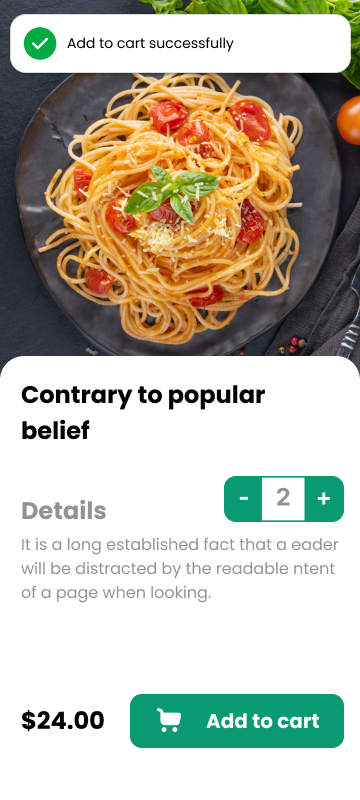 Add to cart successfully
Contrary to popular
belief
- 2 +
Details
It is a long established fact that a eader
will be distracted by the readable ntent
of a page when looking.
$24.00
Add to cart